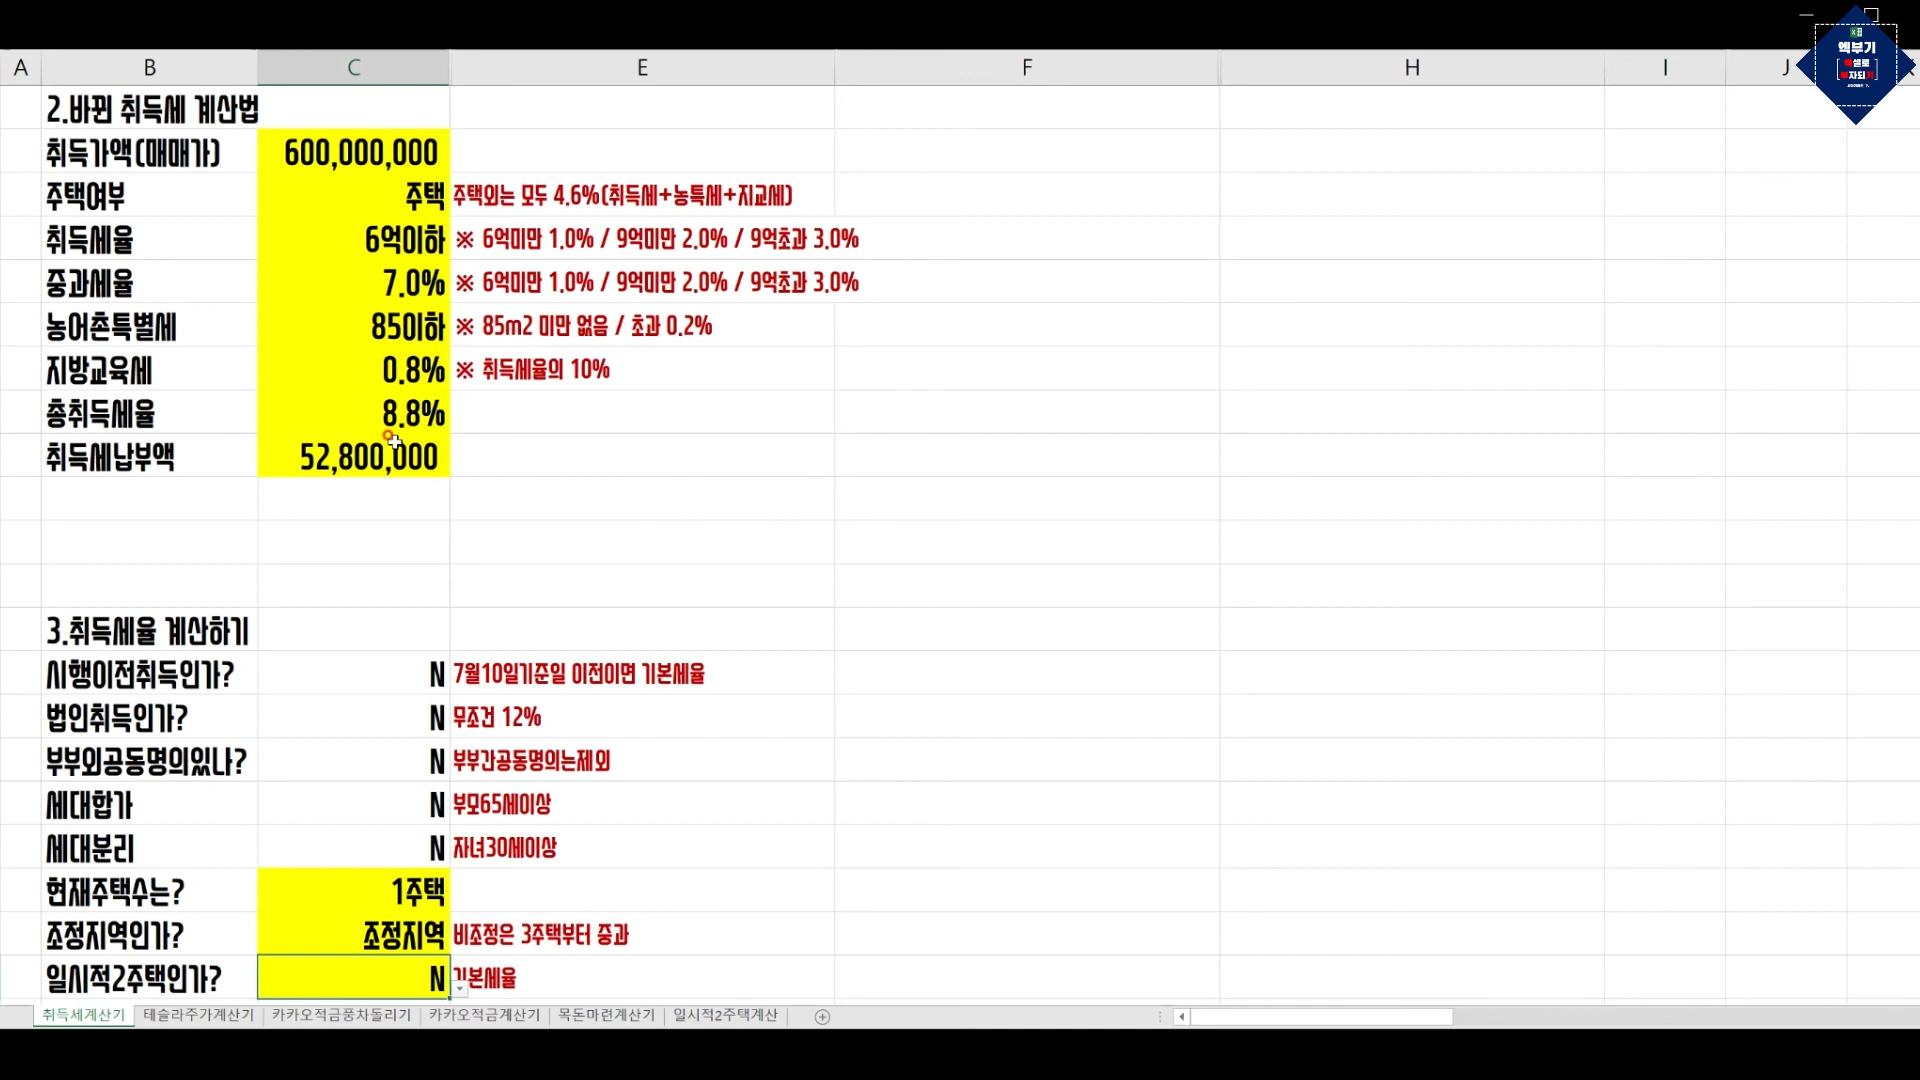 A B C E F H I J
엑부기
엑셀로
부자되기
2.바뀐 취득세 계산법
취득가액(매매가) 600,000,000
주택여부 주택 주택외는 모두 4.6%(취득세+농특세+지교세)
취득세율 6억이하 ※ 6억미만 1.0% / 9억미만 2.0% / 9억초과 3.0%
중과세율 7.0% ※ 6억미만 1.0% / 9억미만 2.0% / 9억초과 3.0%
농어촌특별세 85이하 ※ 85m2 미만 없음 / 초과 0.2%
지방교육세 0.8% ※ 취득세율의 10%
총취득세율 8.8%
취득세납부액 52,800,000
3.취득세율 계산하기
시행이전취득인가? N 7월10일기준일 이전이면 기본세율
법인취득인가? N 무조건 12%
부부외공동명의있나? N 부부간공동명의는제외
세대합가 N 부모65세이상
세대분리 N 자녀30세이상
현재주택수는? 1주택
조정지역인가? 조정지역 비조정은 3주택부터 중과
일시적2주택인가? N 기본세율
취득세계산기 테슬라주가계산기 카카오적금풍차돌리기 카카오적금계산기 목돈마련계산기 일시적2주택계산